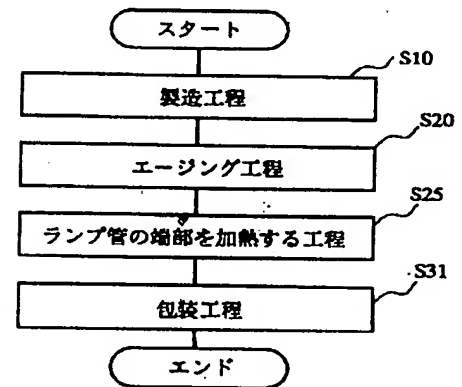 スタート
S10
製造工程
S20
エージング工程
S25
ランプ管の端部を加熱する工程
S31
包装工程
エンド